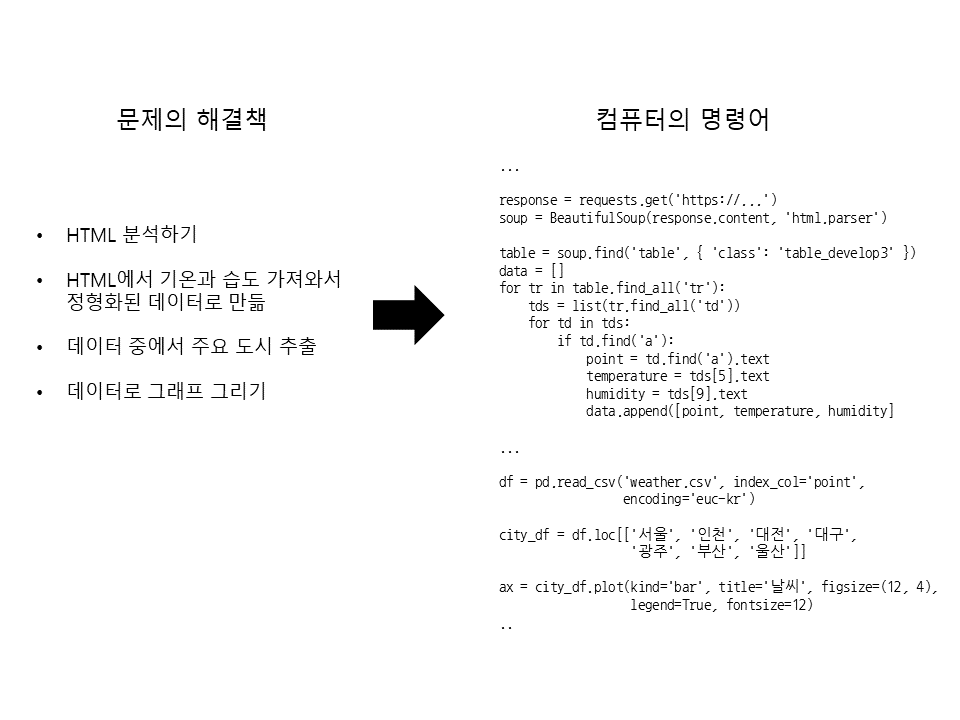 문제의 해결책
• HTML 분석하기
• HTML에서 기온과 습도 가져와서
정형화된 데이터로 만듦
• 데이터 중에서 주요 도시 추출
• 데이터로 그래프 그리기
컴퓨터의 명령어
...
response = requests.get('https://...')
soup = BeautifulSoup(response.content, 'html.parser')
table = soup.find('table', { 'class': 'table_develop3' })
data = []
for tr in table.find_all('tr'):
    tds = list(tr.find_all('td'))
    for td in tds:
        if td.find('a'):
            point = td.find('a').text
            temperature = tds[5].text
            humidity = tds[9].text
            data.append([point, temperature, humidity]
...
df = pd.read_csv('weather.csv', index_col='point',
                 encoding='euc-kr')
city_df = df.loc[['서울', '인천', '대전', '대구',
                  '광주', '부산', '울산']]
ax = city_df.plot(kind='bar', title='날씨', figsize=(12, 4),
                  legend=True, fontsize=12)
..